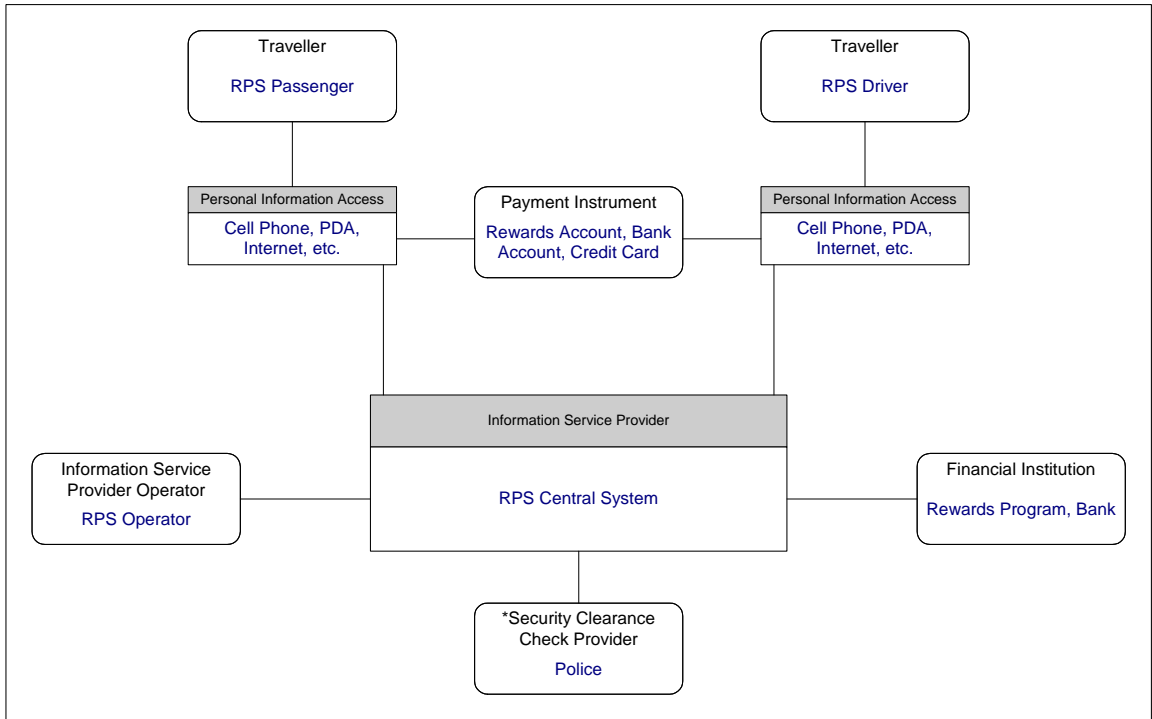 Traveller
RPS Passenger
Traveller
RPS Driver
Personal Information Access
Cell Phone, PDA,
Internet, etc.
Payment Instrument
Rewards Account, Bank
Account, Credit Card
Personal Information Access
Cell Phone, PDA,
Internet, etc.
Information Service Provider
RPS Central System
Information Service
Provider Operator
RPS Operator
Financial Institution
Rewards Program, Bank
*Security Clearance
Check Provider
Police